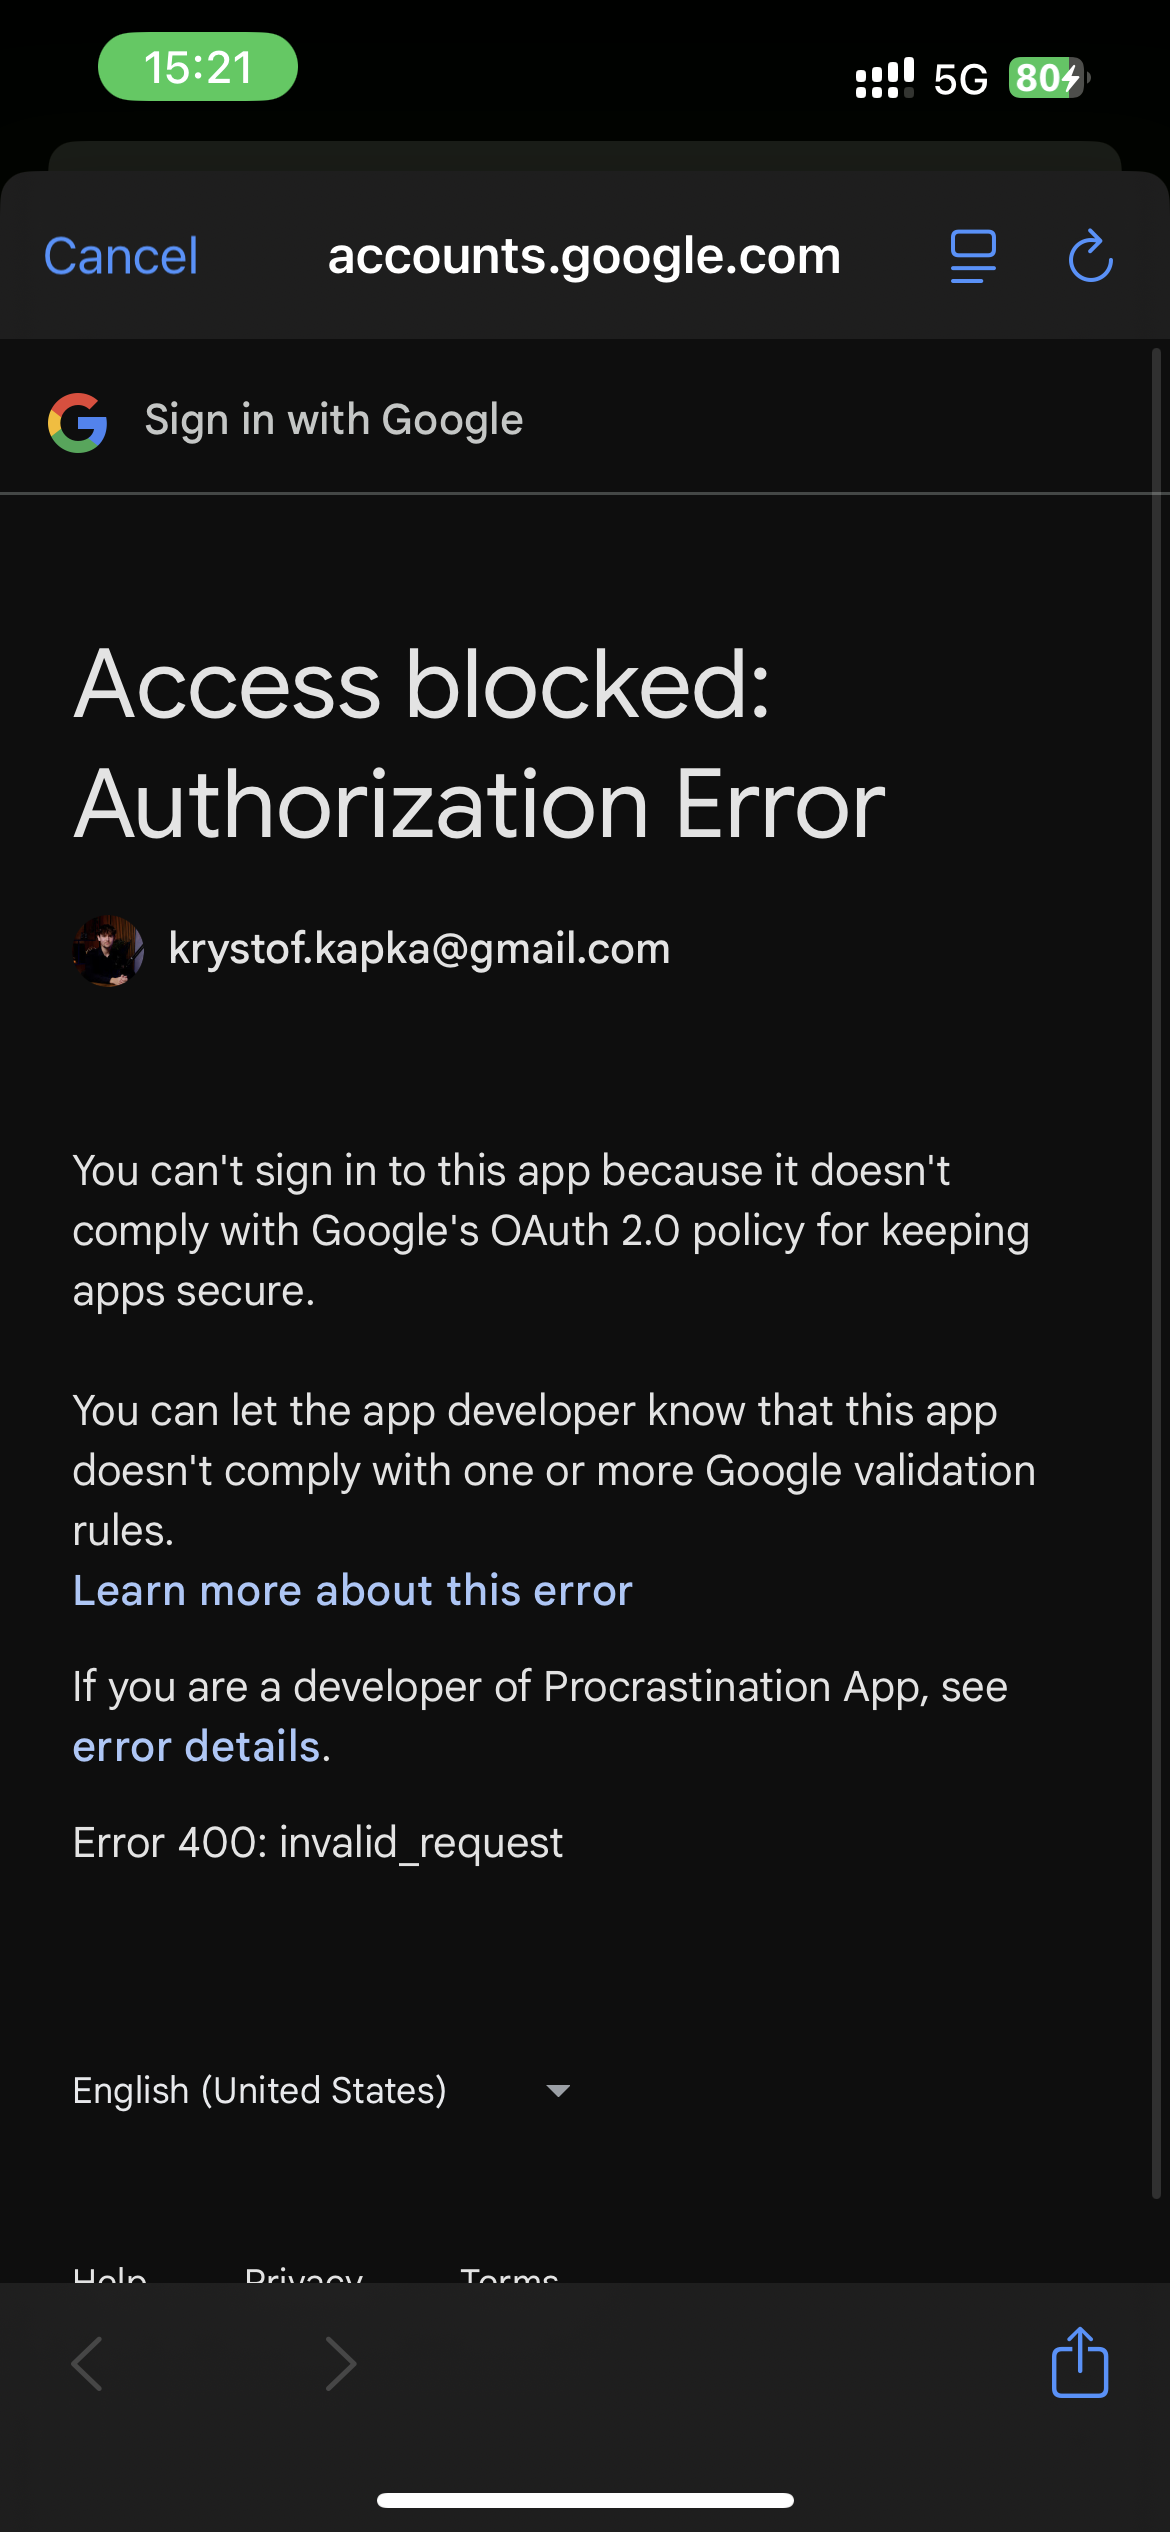 15:21
5G
80
Cancel
accounts.google.com
Sign in with Google
Access blocked:
Authorization Error
krystof.kapka@gmail.com
You can't sign in to this app because it doesn't
comply with Google's OAuth 2.0 policy for keeping
apps secure.
You can let the app developer know that this app
doesn't comply with one or more Google validation
rules.
Learn more about this error
If you are a developer of Procrastination App, see
error details.
Error 400: invalid_request
English (United States)
Help Privacy Terms